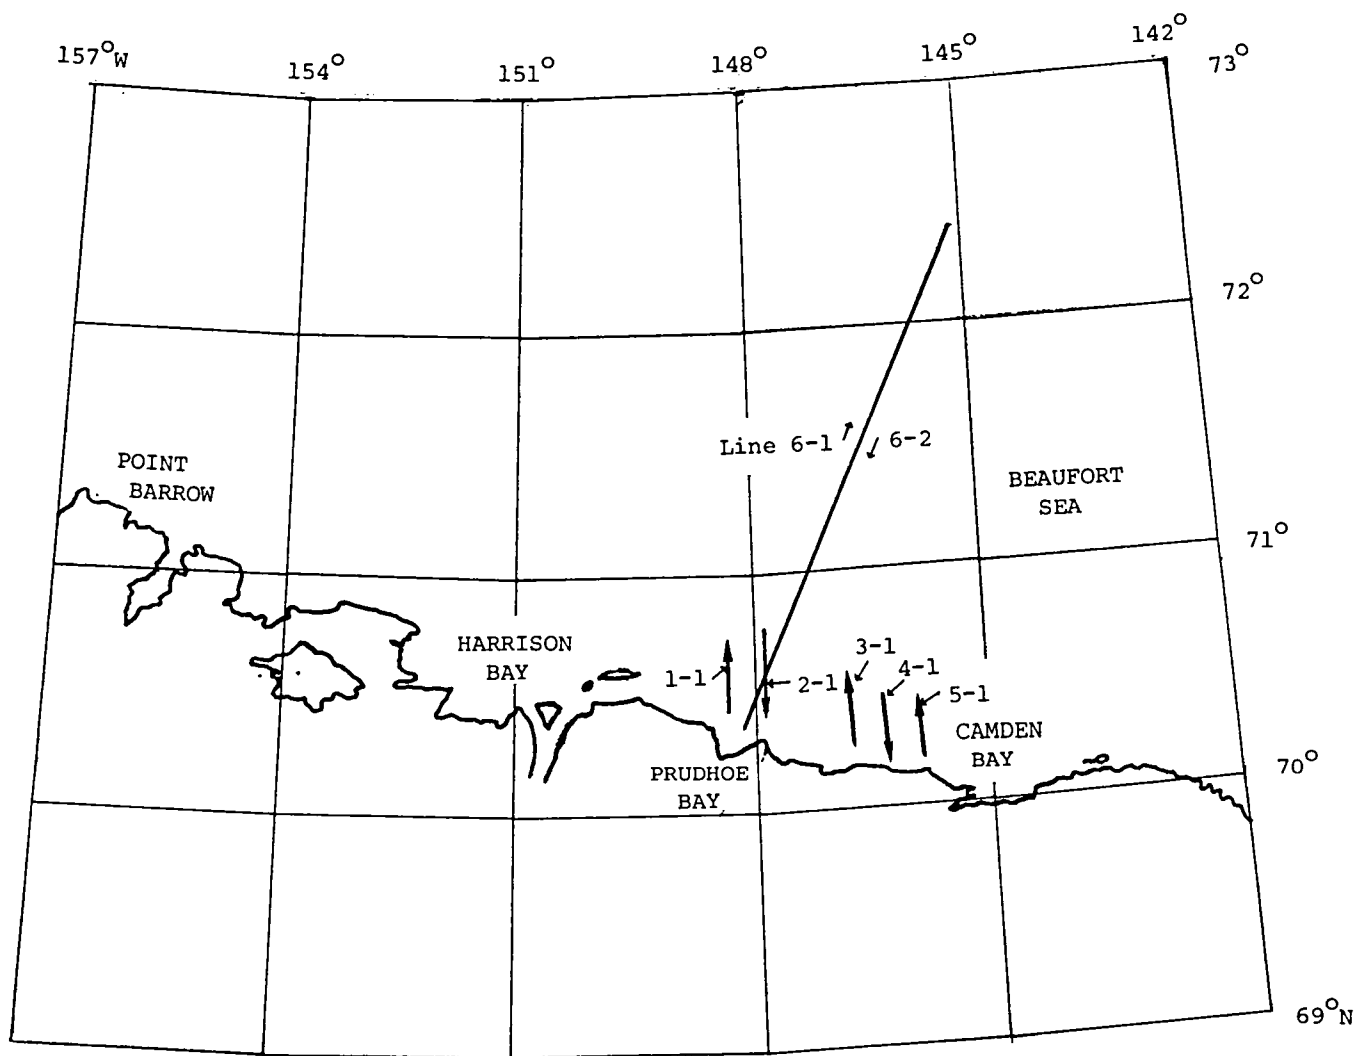 157°W 154° 151° 148° 145° 142°
73°
72°
Line 6-1
6-2
POINT
BARROW
BEAUFORT
SEA
71°
HARRISON
BAY
1-1
2-1
3-1
4-1
5-1
CAMDEN
BAY
PRUDHOE
BAY
70°
69°N